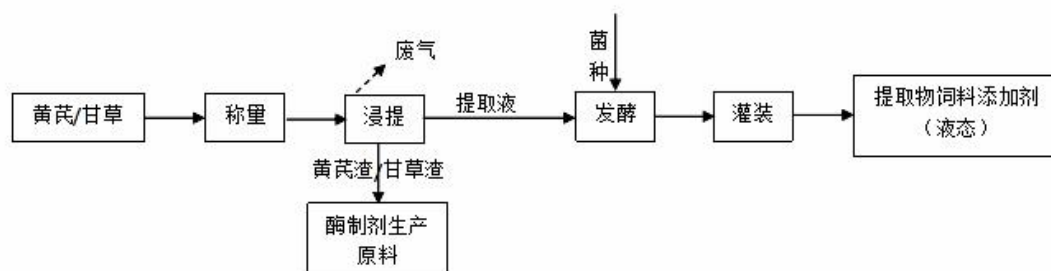 废气
菌种
黄芪/甘草
称量
浸提
提取液
发酵
灌装
提取物饲料添加剂
（液态）
黄芪渣/甘草渣
酶制剂生产
原料